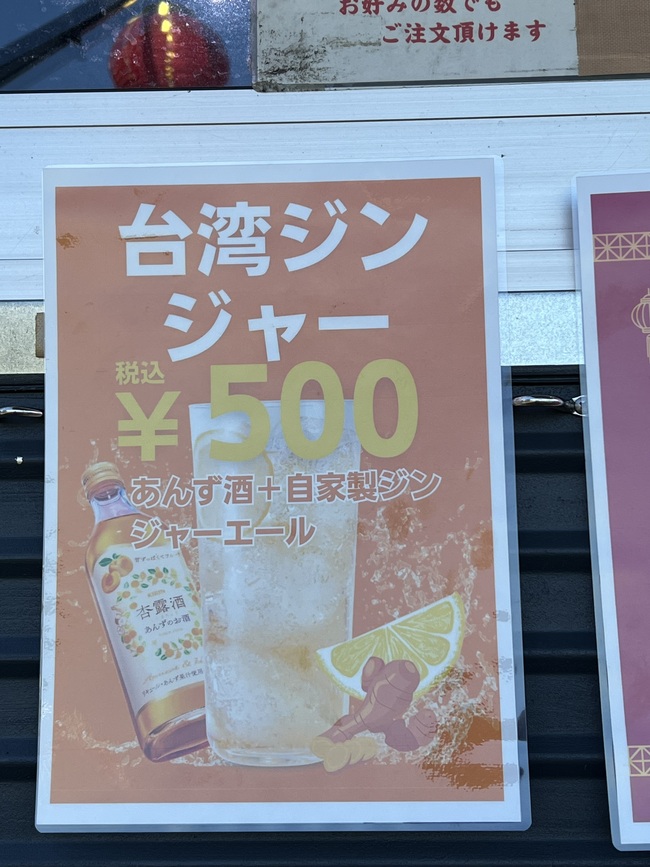 お好みの数でも
ご注文頂けます
台湾ジン
ジャー
税込
¥500
あんず酒+自家製ジン
ジャーエール
杏露酒
あんずのお酒